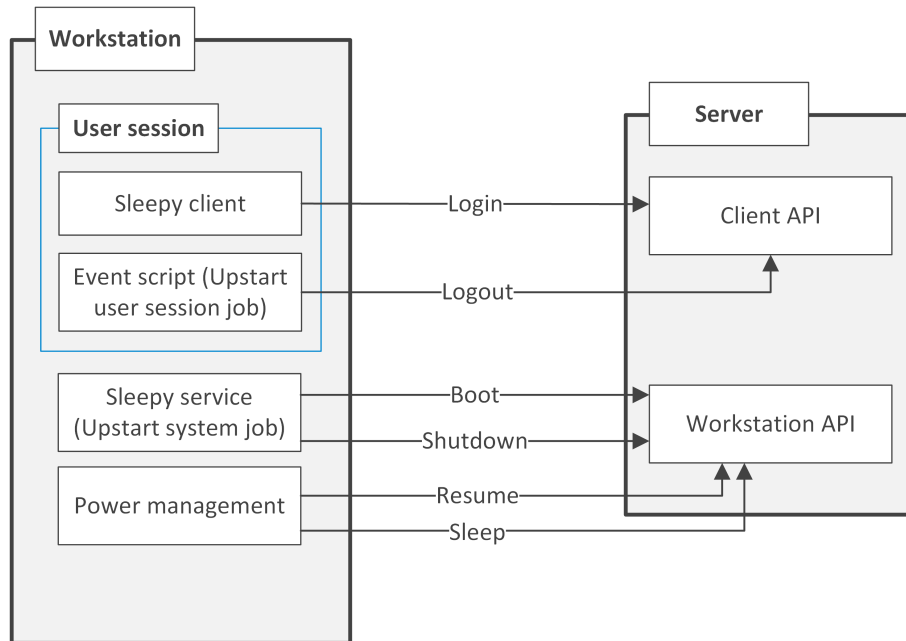 Workstation
User session
Server
Sleepy client
Login
Client API
Event script (Upstart
user session job)
Logout
Sleepy service
(Upstart system job)
Boot
Shutdown
Workstation API
Power management
Resume
Sleep